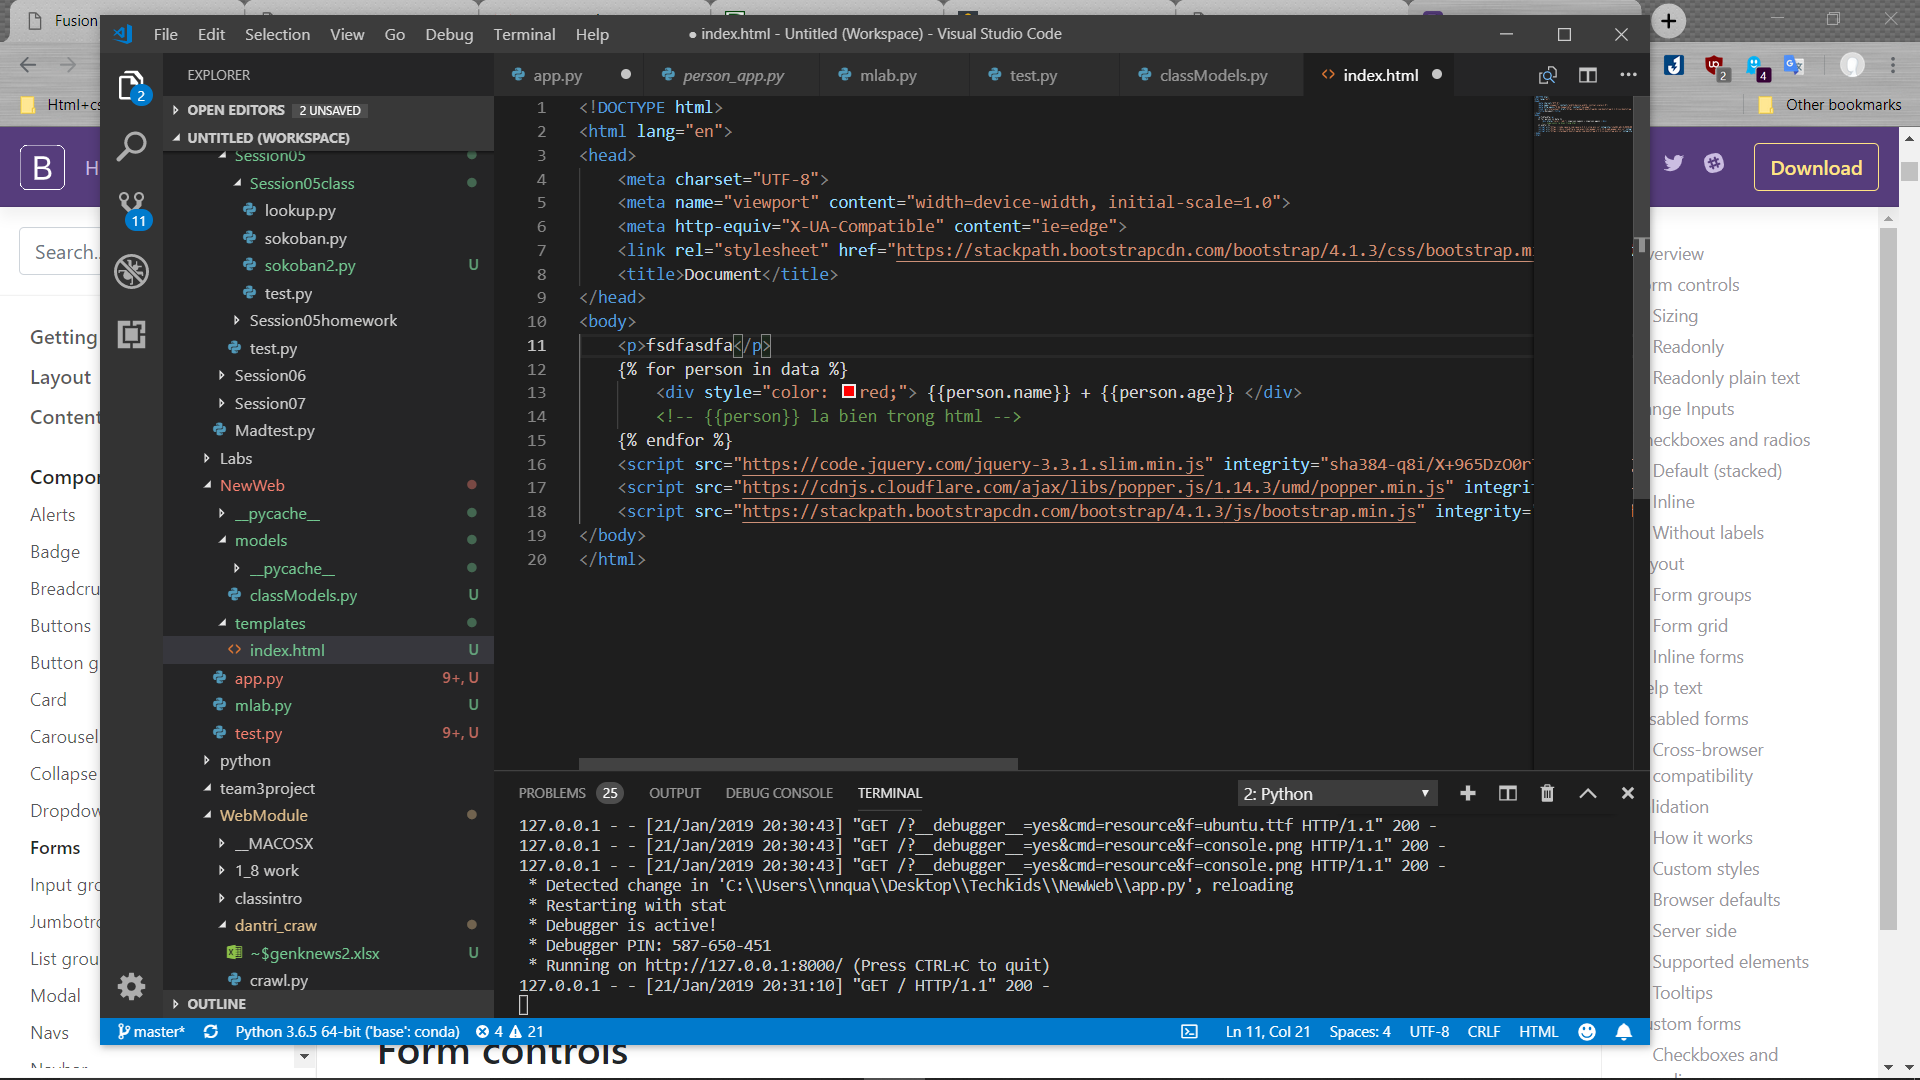 Fusion
File Edit Selection View Go Debug Terminal Help
● index.html - Untitled (Workspace) - Visual Studio Code
2
Html+cs
Other bookmarks
2
4
EXPLORER
OPEN EDITORS 2 UNSAVED
UNTITLED (WORKSPACE)
Session05
Session05class
lookup.py
sokoban.py
sokoban2.py U
test.py
Session05homework
test.py
Session06
Session07
Madtest.py
Labs
NewWeb
__pycache__
models
__pycache__
classModels.py U
templates
index.html U
app.py 9+, U
mlab.py U
test.py 9+, U
python
team3project
WebModule
__MACOSX
1_8 work
classintro
dantri_craw
~$genknews2.xlsx U
crawl.py
OUTLINE
11
app.py
person_app.py
mlab.py
test.py
classModels.py
index.html
1 <!DOCTYPE html>
2 <html lang="en">
3 <head>
4 <meta charset="UTF-8">
5 <meta name="viewport" content="width=device-width, initial-scale=1.0">
6 <meta http-equiv="X-UA-Compatible" content="ie=edge">
7 <link rel="stylesheet" href="https://stackpath.bootstrapcdn.com/bootstrap/4.1.3/css/bootstrap.mi
8 <title>Document</title>
9 </head>
10 <body>
11 <p>fsdfasdfa</p>
12 {% for person in data %}
13 <div style="color: red;"> {{person.name}} + {{person.age}} </div>
14 <!-- {{person}} la bien trong html -->
15 {% endfor %}
16 <script src="https://code.jquery.com/jquery-3.3.1.slim.min.js" integrity="sha384-q8i/X+965DzO0r
17 <script src="https://cdnjs.cloudflare.com/ajax/libs/popper.js/1.14.3/umd/popper.min.js" integri
18 <script src="https://stackpath.bootstrapcdn.com/bootstrap/4.1.3/js/bootstrap.min.js" integrity=
19 </body>
20 </html>
PROBLEMS 25 OUTPUT DEBUG CONSOLE TERMINAL
2: Python
127.0.0.1 - - [21/Jan/2019 20:30:43] "GET /?__debugger__=yes&cmd=resource&f=ubuntu.ttf HTTP/1.1" 200 -
127.0.0.1 - - [21/Jan/2019 20:30:43] "GET /?__debugger__=yes&cmd=resource&f=console.png HTTP/1.1" 200 -
127.0.0.1 - - [21/Jan/2019 20:30:43] "GET /?__debugger__=yes&cmd=resource&f=console.png HTTP/1.1" 200 -
* Detected change in 'C:\\Users\\nnqua\\Desktop\\Techkids\\NewWeb\\app.py', reloading
* Restarting with stat
* Debugger is active!
* Debugger PIN: 587-650-451
* Running on http://127.0.0.1:8000/ (Press CTRL+C to quit)
127.0.0.1 - - [21/Jan/2019 20:31:10] "GET / HTTP/1.1" 200 -
master* Python 3.6.5 64-bit ('base': conda) 4 21
Ln 11, Col 21 Spaces: 4 UTF-8 CRLF HTML
B H
Search..
Getting
Layout
Content
Compon
Alerts
Badge
Breadcru
Buttons
Button g
Card
Carousel
Collapse
Dropdow
Forms
Input gro
Jumbotro
List grou
Modal
Navs
Form controls
Download
verview
rm controls
Sizing
Readonly
Readonly plain text
nge Inputs
eckboxes and radios
Default (stacked)
Inline
Without labels
yout
Form groups
Form grid
Inline forms
lp text
sabled forms
Cross-browser
compatibility
lidation
How it works
Custom styles
Browser defaults
Server side
Supported elements
Tooltips
stom forms
Checkboxes and